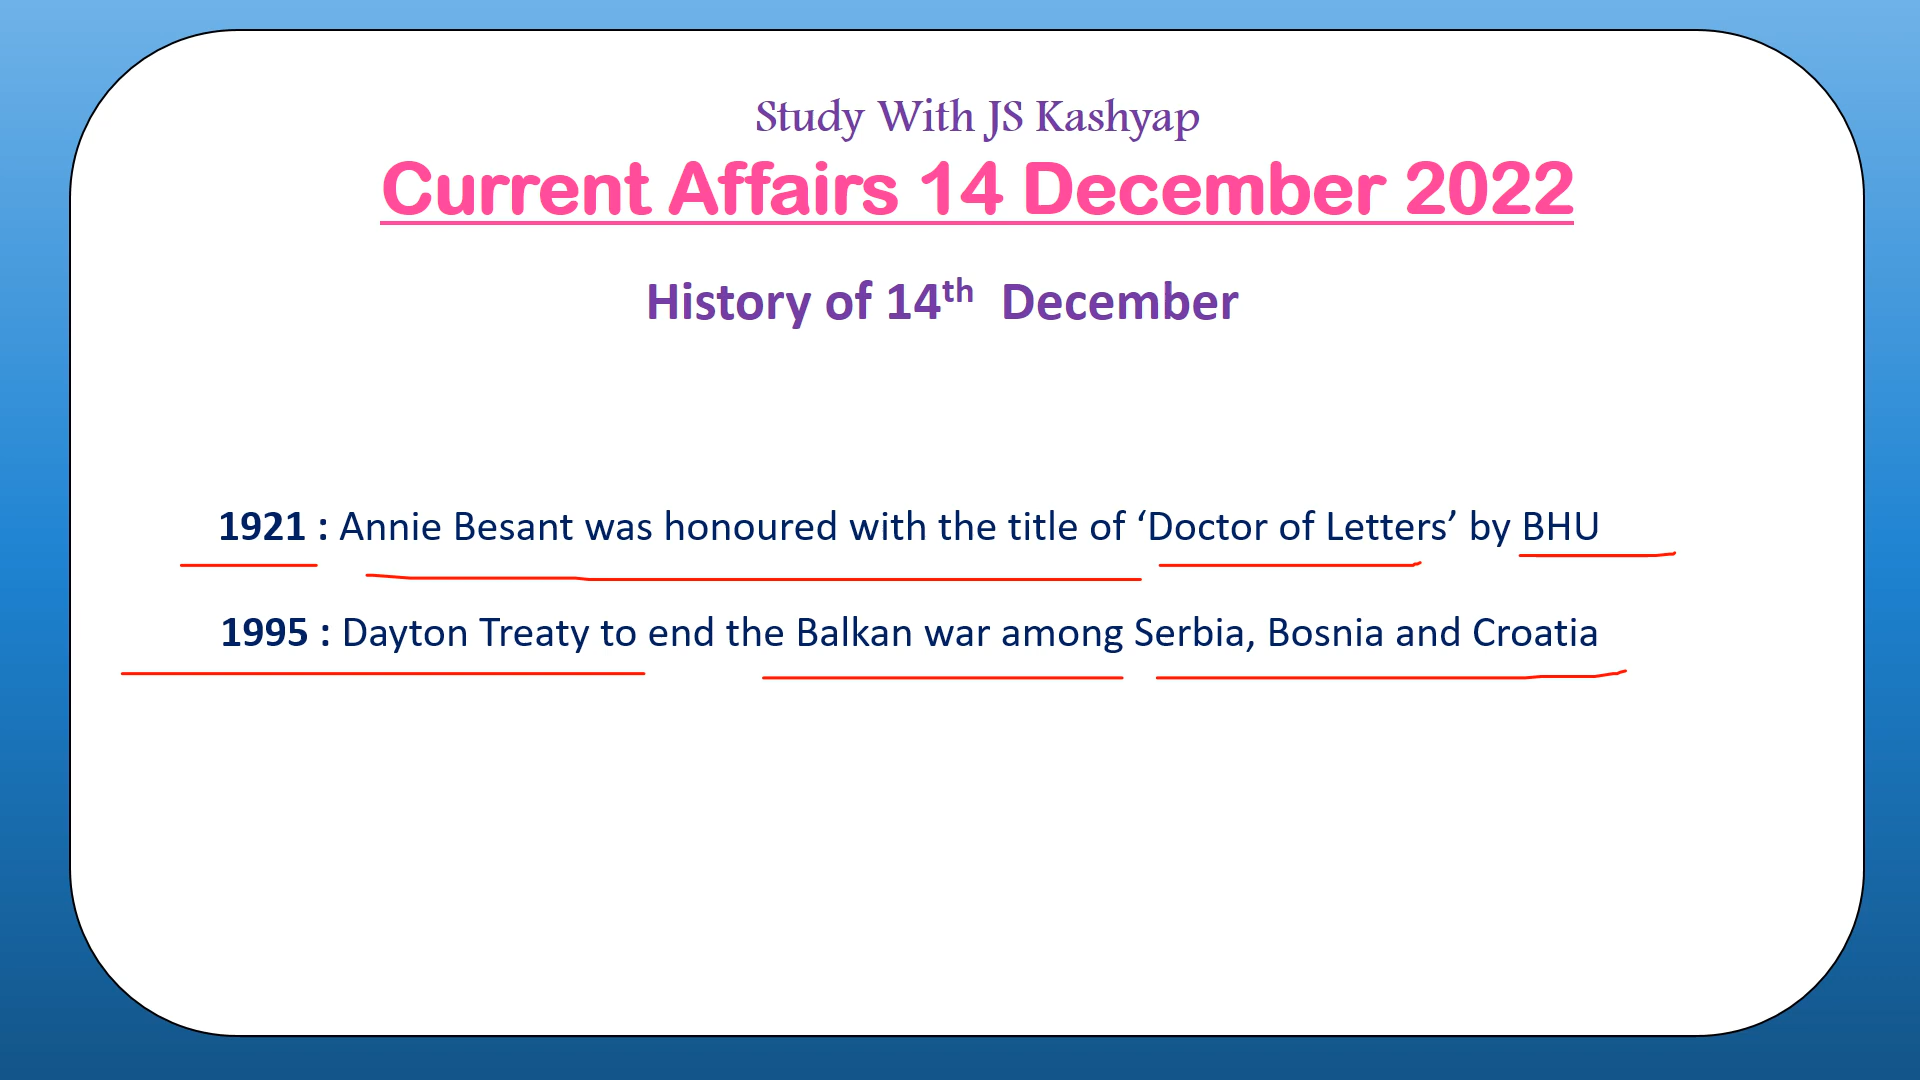 Study With JS Kashyap
Current Affairs 14 December 2022
History of 14th December
1921 : Annie Besant was honoured with the title of ‘Doctor of Letters’ by BHU
1995 : Dayton Treaty to end the Balkan war among Serbia, Bosnia and Croatia